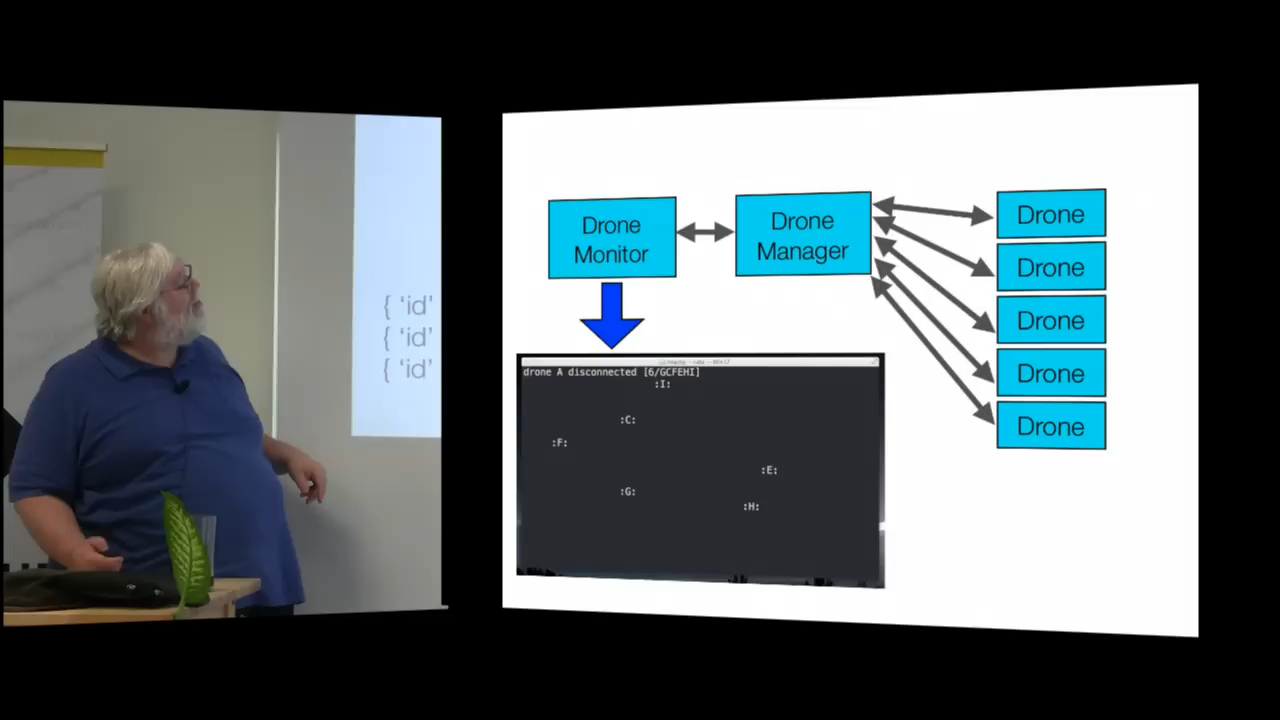 { ‘id’
{ ‘id’
{ ‘id’
Drone
Monitor
Drone
Manager
Drone
Drone
Drone
Drone
Drone
drone A disconnected [6/GCFEHI]
:I:
:C:
:F:
:E:
:G:
:H: